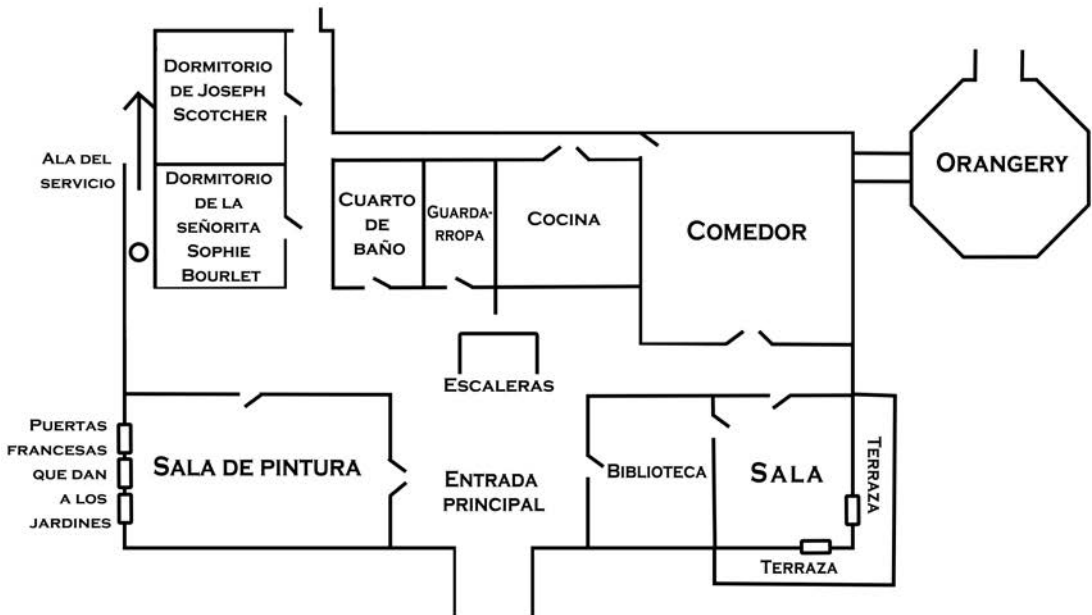 DORMITORIO
DE JOSEPH
SCOTCHER
ALA DEL
SERVICIO
DORMITORIO
DE LA
SEÑORITA
SOPHIE
BOURLET
CUARTO
DE
BAÑO
GUARDA-
RROPA
COCINA
COMEDOR
ORANGERY
ESCALERAS
PUERTAS
FRANCESAS
QUE DAN
A LOS
JARDINES
SALA DE PINTURA
ENTRADA
PRINCIPAL
BIBLIOTECA
SALA
TERRAZA
TERRAZA